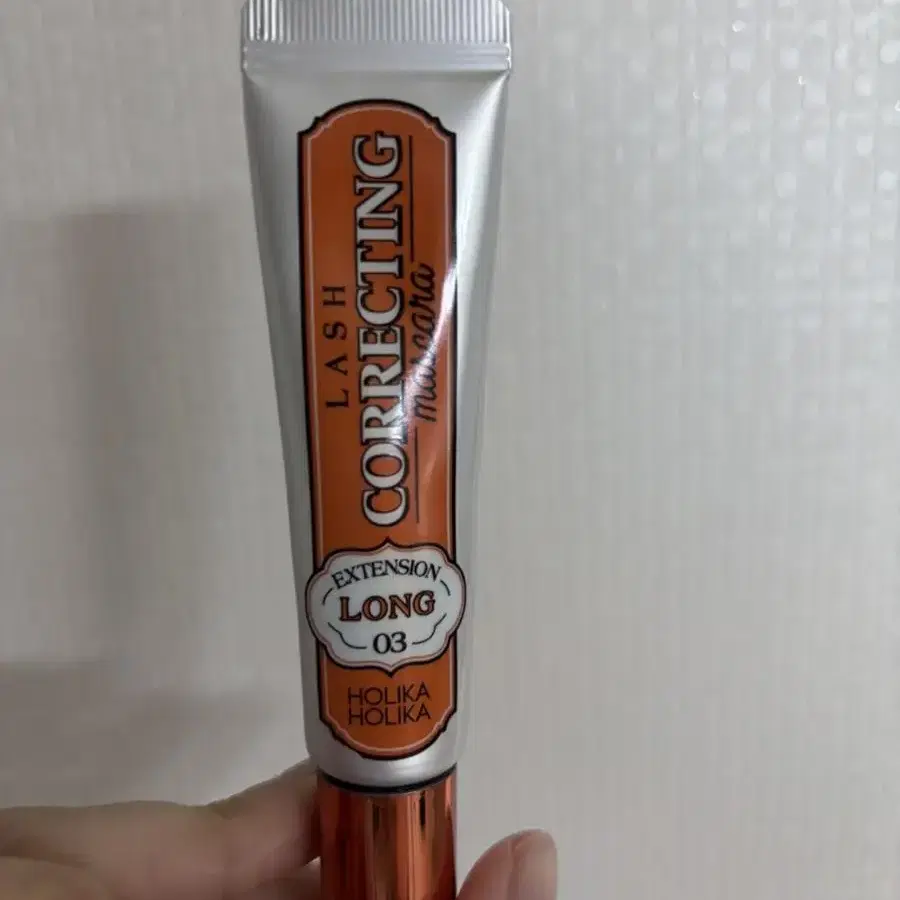 LASH
CORRECTING
mascara
EXTENSION
LONG
03
HOLIKA
HOLIKA